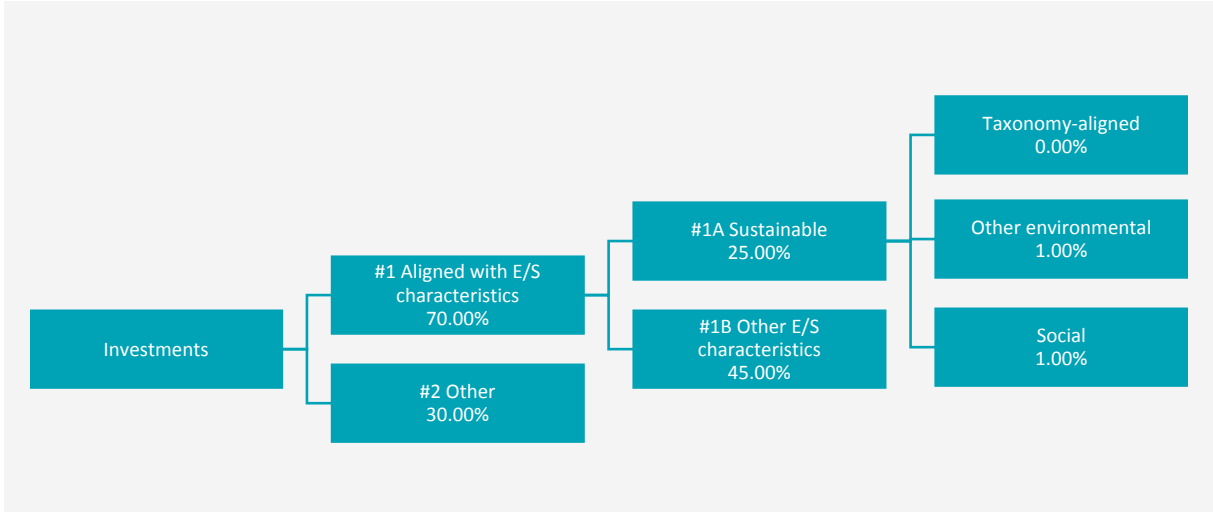 Investments
#1 Aligned with E/S
characteristics
70.00%
#2 Other
30.00%
#1A Sustainable
25.00%
#1B Other E/S
characteristics
45.00%
Taxonomy-aligned
0.00%
Other environmental
1.00%
Social
1.00%